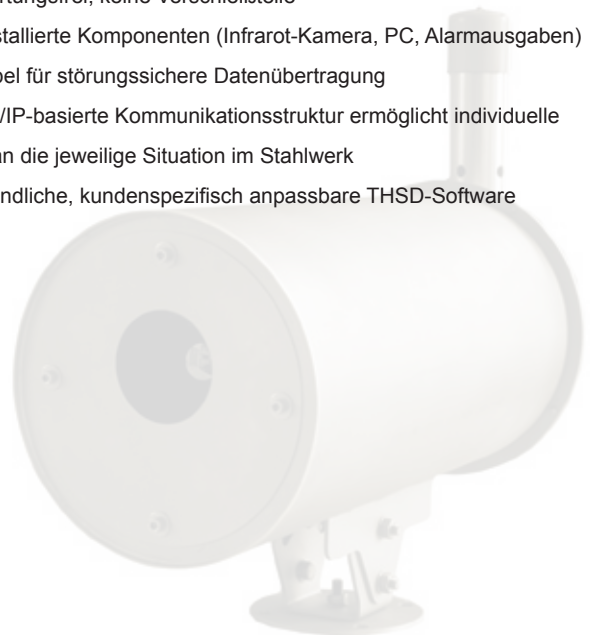 rtungsfrei, keine Verschleißteile
stallierte Komponenten (Infrarot-Kamera, PC, Alarmausgaben)
bel für störungssichere Datenübertragung
/IP-basierte Kommunikationsstruktur ermöglicht individuelle
an die jeweilige Situation im Stahlwerk
ndliche, kundenspezifisch anpassbare THSD-Software